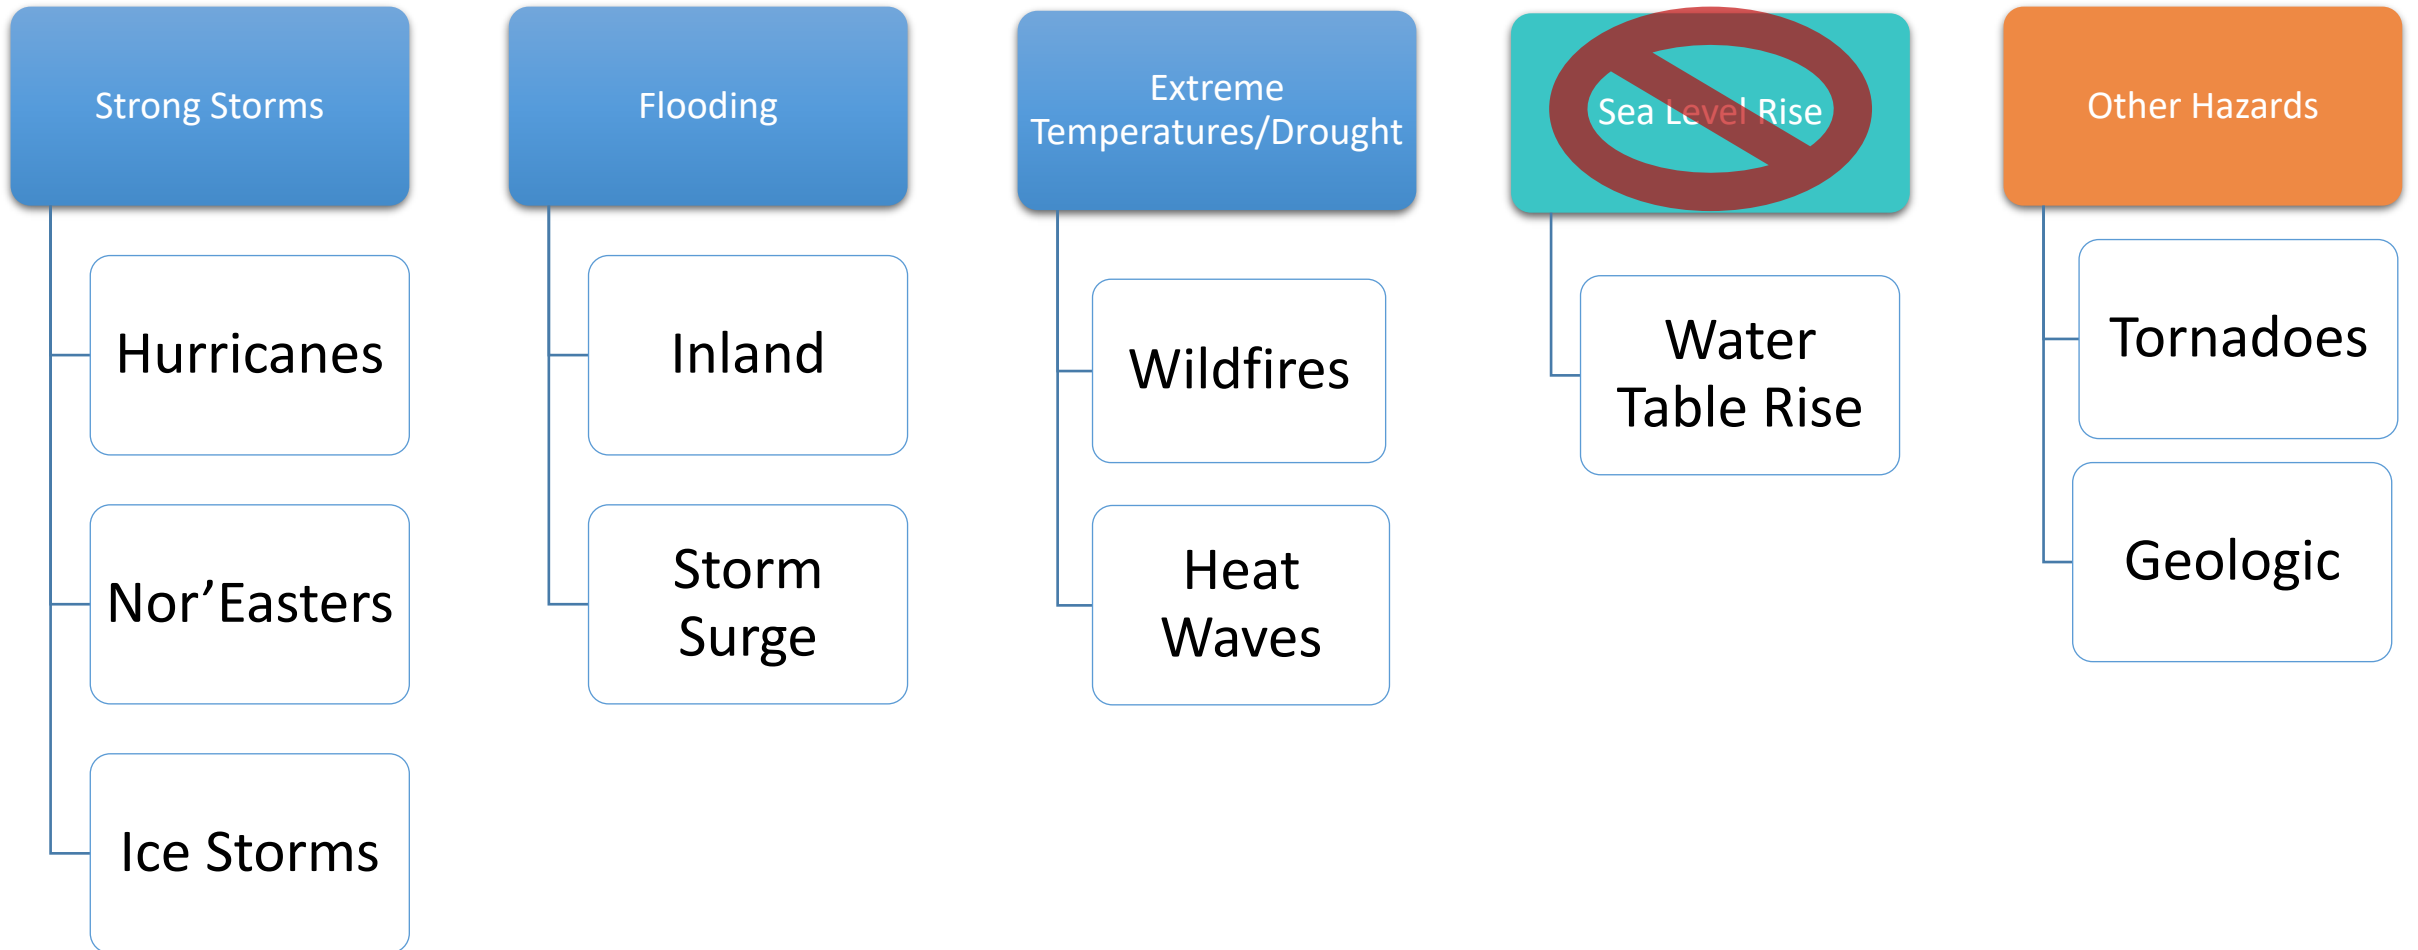 Strong Storms
Hurricanes
Nor’Easters
Ice Storms
Flooding
Inland
Storm
Surge
Extreme
Temperatures/Drought
Wildfires
Heat
Waves
Sea Level Rise
Water
Table Rise
Other Hazards
Tornadoes
Geologic